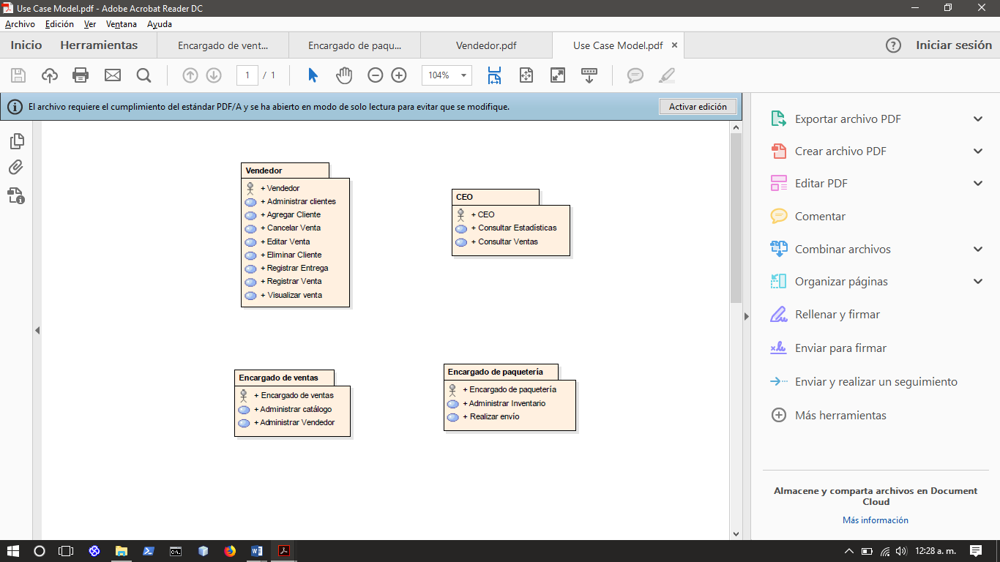 Use Case Model.pdf - Adobe Acrobat Reader DC
Archivo Edición Ver Ventana Ayuda
Inicio Herramientas Encargado de vent... Encargado de paqu... Vendedor.pdf Use Case Model.pdf × ? Iniciar sesión
1 / 1 104%
El archivo requiere el cumplimiento del estándar PDF/A y se ha abierto en modo de solo lectura para evitar que se modifique. Activar edición
Vendedor
+ Vendedor
+ Administrar clientes
+ Agregar Cliente
+ Cancelar Venta
+ Editar Venta
+ Eliminar Cliente
+ Registrar Entrega
+ Registrar Venta
+ Visualizar venta
CEO
+ CEO
+ Consultar Estadísticas
+ Consultar Ventas
Encargado de ventas
+ Encargado de ventas
+ Administrar catálogo
+ Administrar Vendedor
Encargado de paquetería
+ Encargado de paquetería
+ Administrar Inventario
+ Realizar envío
Exportar archivo PDF
Crear archivo PDF
Editar PDF
Comentar
Combinar archivos
Organizar páginas
Rellenar y firmar
Enviar para firmar
Enviar y realizar un seguimiento
Más herramientas
Almacene y comparta archivos en Document
Cloud
Más información
12:28 a. m.